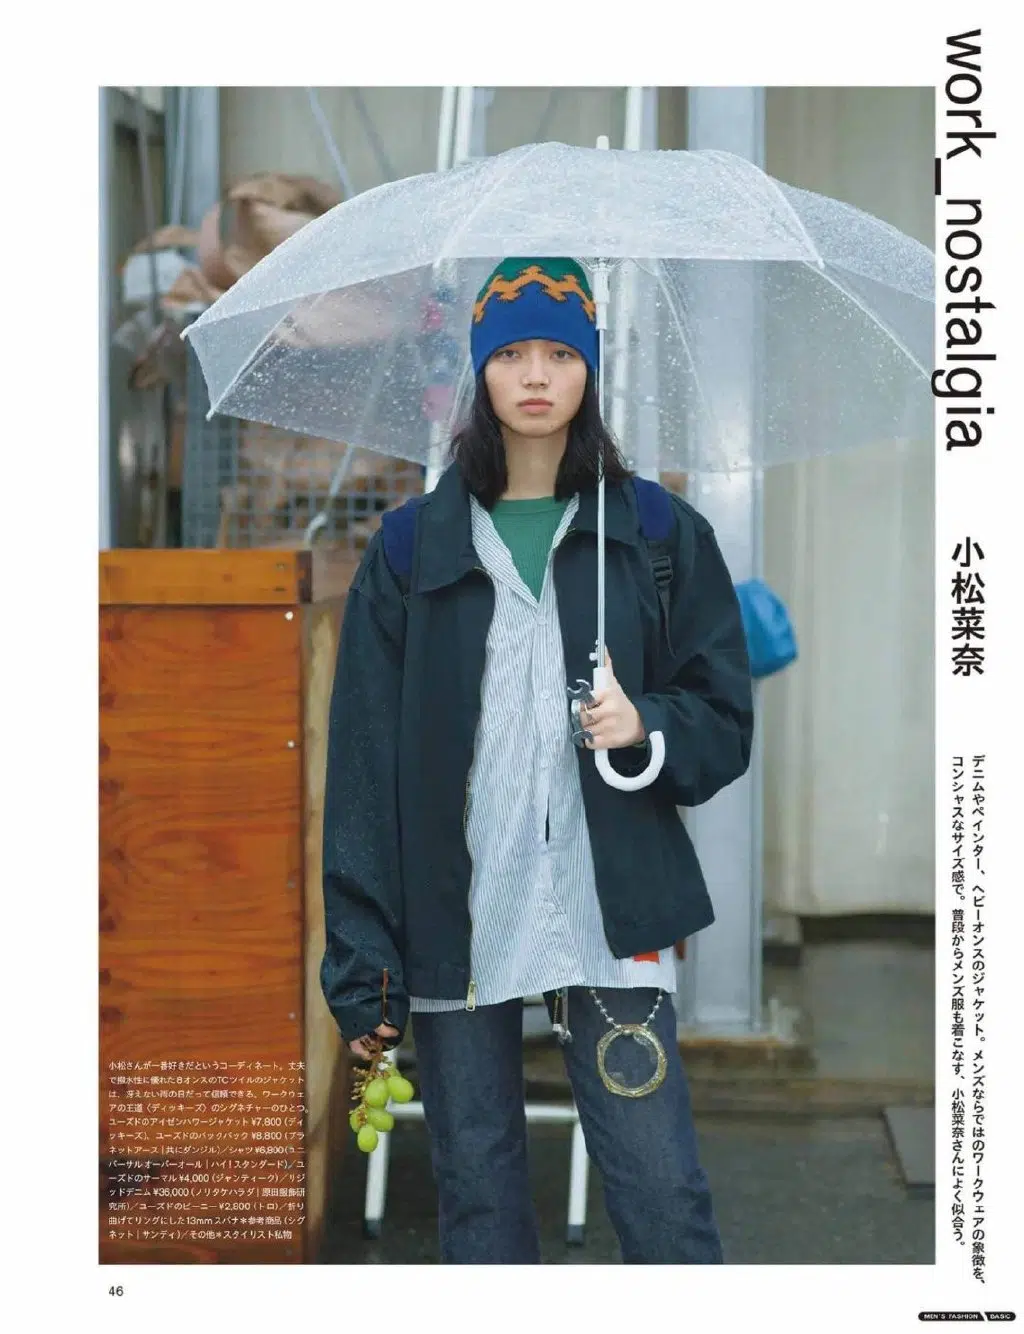 work_nostalgia
小松菜奈
デニムやペインター、ヘビーオンスのジャケット。メンズならではのワークウェアの象徴を、
コンシャスなサイズ感で。普段からメンズ服も着こなす、小松菜奈さんによく似合う。
小松さんが一番好きだというコーディネート。丈夫
で撥水性に優れた8オンスのTCツイルのジャケット
は、冴えない雨の日だって信頼できる。ワークウェ
アの王道〈ディッキーズ〉のシグネチャーのひとつ。
ユーズドのアイゼンハワージャケット¥7,800(ディ
ッキーズ)、ユーズドのバックパック¥8,800(プラ
ネットアース|共にダンジル)/シャツ¥6,800(ユニ
バーサルオーバーオール|ハイ!スタンダード)/ユ
ーズドのサーマル¥4,000(ジャンティーク)/リジ
ッドデニム¥36,000(ノリタケハラダ|原田服飾研
究所)/ユーズドのビーニー¥2,800(トロ)/折り
曲げてリングにした13mmスパナ*参考商品(シグ
ネット|サンディ)/その他*スタイリスト私物
46
MEN'S FASHION BASIC